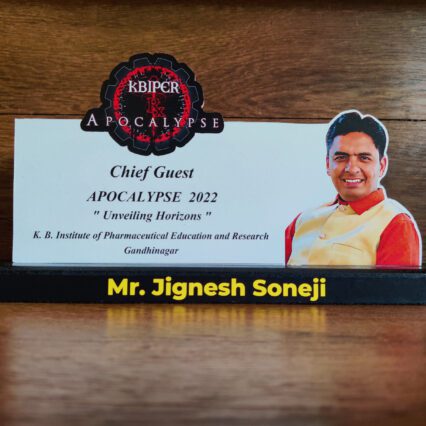 KBIPER
APOCALYPSE
Chief Guest
APOCALYPSE 2022
" Unveiling Horizons "
K. B. Institute of Pharmaceutical Education and Research
Gandhinagar
Mr. Jignesh Soneji